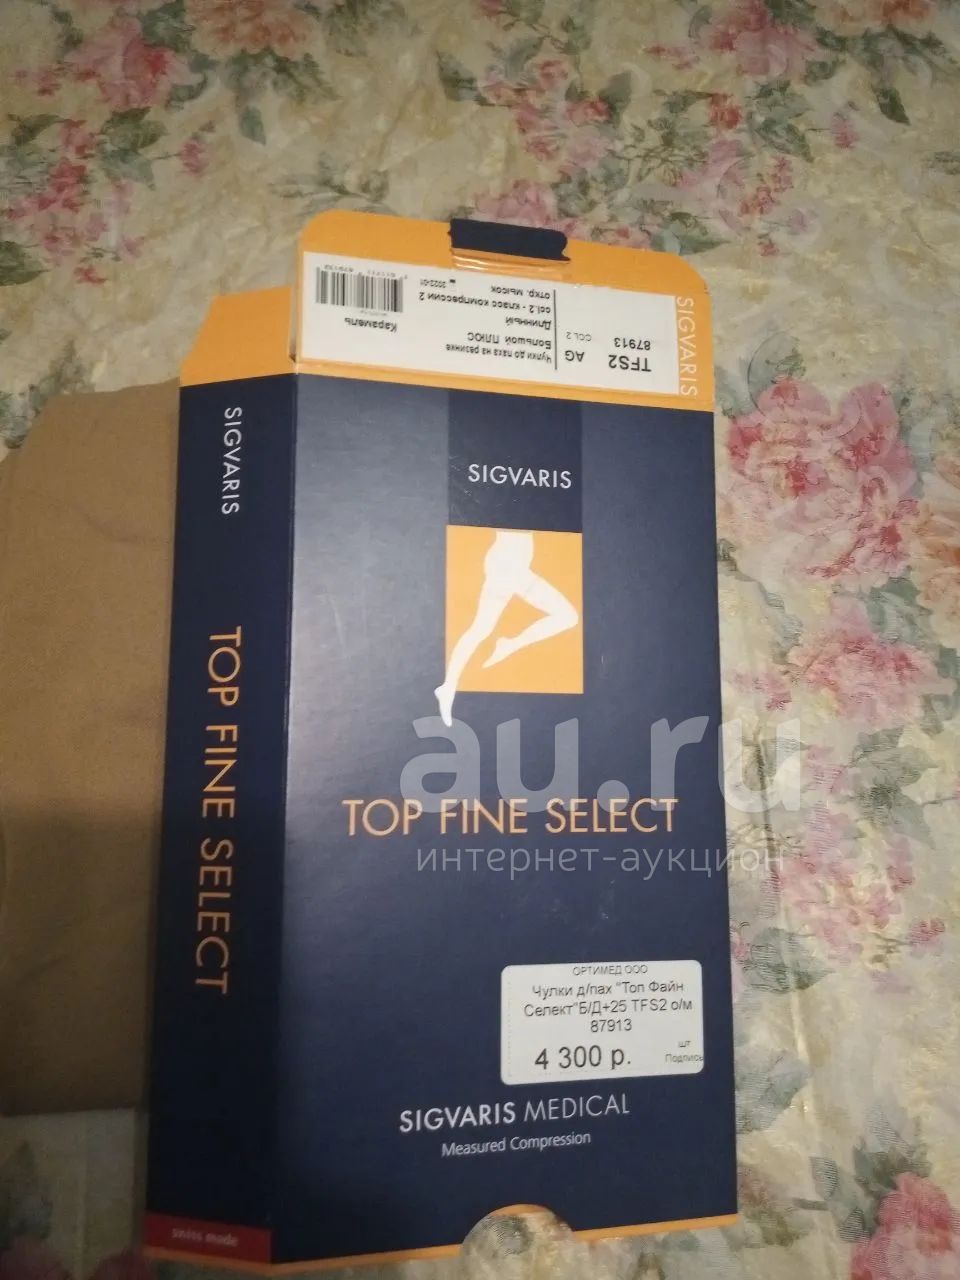 SIGVARIS
TFS2 AG
87913 CCL 2
Чулки до паха на резинке
Большой ПЛЮС
Длинный
ccl.2 - класс компрессии 2
откр. мысок
Карамель
2022-01
SIGVARIS
TOP FINE SELECT
swiss made
SIGVARIS
TOP FINE SELECT
au.ru
интернет-аукцион
ОРТИМЕД ООО
Чулки д/пах "Топ Файн
Селект"Б/Д+25 TFS2 о/м
87913
4 300 р.
шт
Подпись
SIGVARIS MEDICAL
Measured Compression